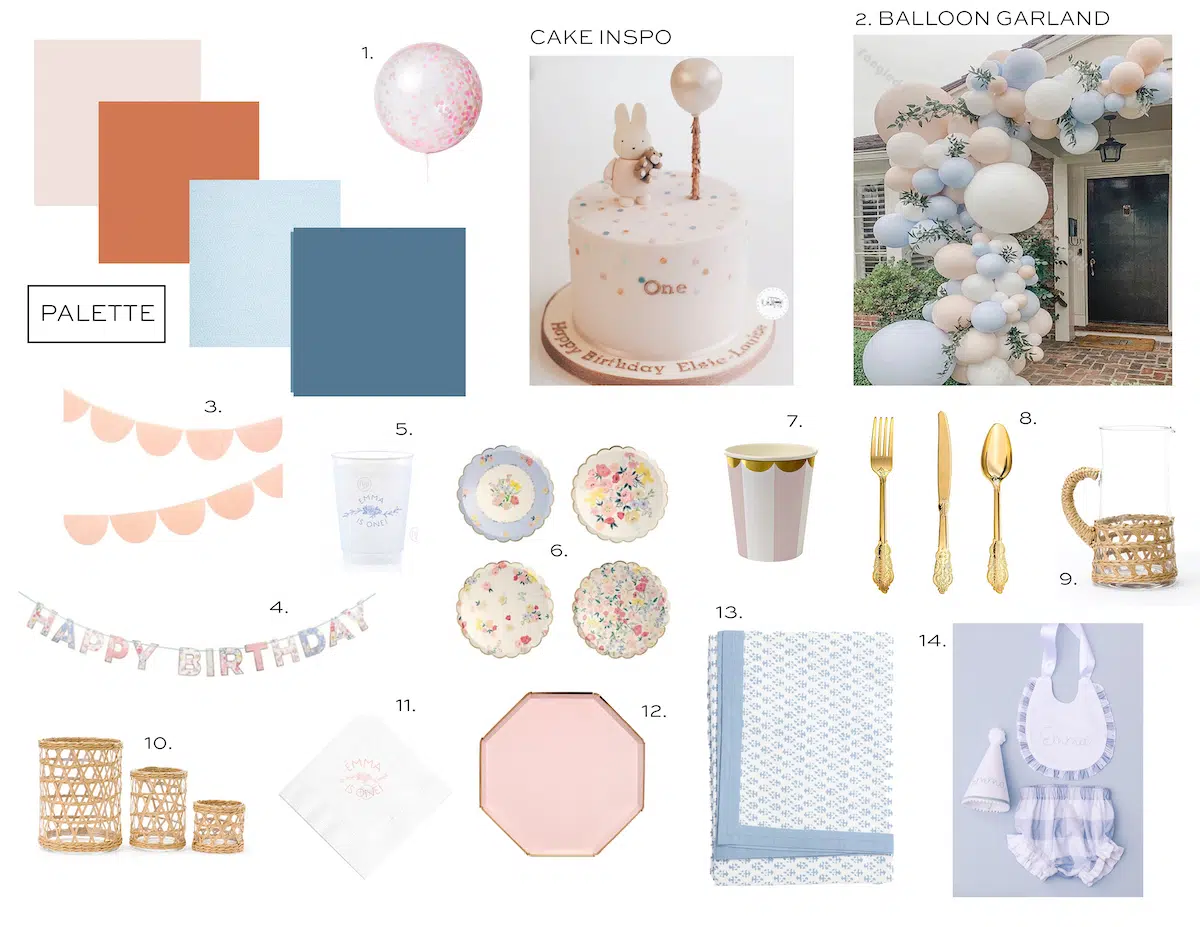 2. BALLOON GARLAND
CAKE INSPO
1.
One
Happy Birthday Elsie-Louise
PALETTE
3.
5.
7.
8.
EMMA
IS ONE!
6.
9.
4.
HAPPY BIRTHDAY
13.
14.
Emma
11.
12.
10.
EMMA
IS ONE!